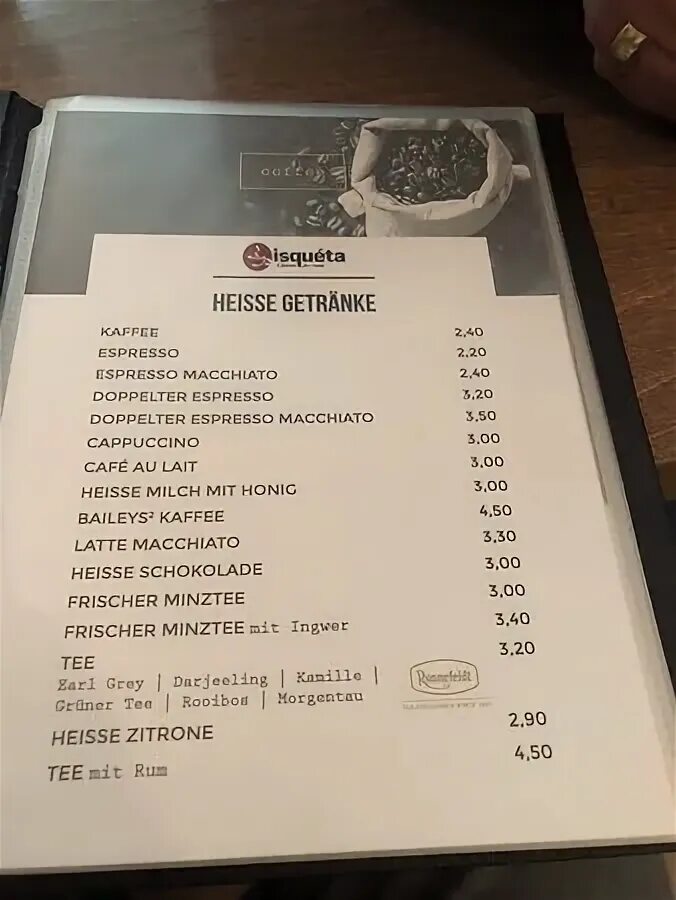 isquéta
HEISSE GETRÄNKE
KAFFEE 2,40
ESPRESSO 2,20
ESPRESSO MACCHIATO 2,40
DOPPELTER ESPRESSO 3,20
DOPPELTER ESPRESSO MACCHIATO 3,50
CAPPUCCINO 3,00
CAFÉ AU LAIT 3,00
HEISSE MILCH MIT HONIG 3,00
BAILEYS² KAFFEE 4,50
LATTE MACCHIATO 3,30
HEISSE SCHOKOLADE 3,00
FRISCHER MINZTEE 3,00
FRISCHER MINZTEE mit Ingwer 3,40
TEE 3,20
Earl Grey | Darjeeling | Kamille |
Grüner Tee | Rooibos | Morgentau
Ronnefeldt
HEISSE ZITRONE 2,90
TEE mit Rum 4,50